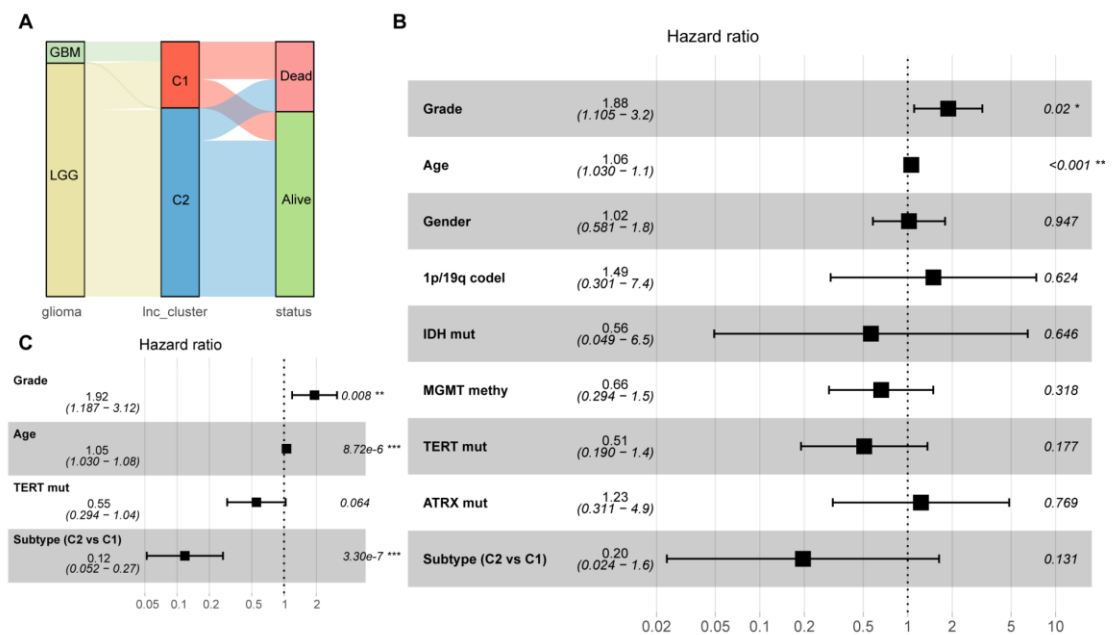 A
GBM
LGG
C1
C2
Dead
Alive
glioma
lnc_cluster
status
B
Hazard ratio
Grade
1.88
(1.105 − 3.2)
0.02 *
Age
1.06
(1.030 − 1.1)
<0.001 **
Gender
1.02
(0.581 − 1.8)
0.947
1p/19q codel
1.49
(0.301 − 7.4)
0.624
IDH mut
0.56
(0.049 − 6.5)
0.646
MGMT methy
0.66
(0.294 − 1.5)
0.318
TERT mut
0.51
(0.190 − 1.4)
0.177
ATRX mut
1.23
(0.311 − 4.9)
0.769
Subtype (C2 vs C1)
0.20
(0.024 − 1.6)
0.131
0.02 0.05 0.1 0.2 0.5 1 2 5 10
C
Hazard ratio
Grade
1.92
(1.187 − 3.12)
0.008 **
Age
1.05
(1.030 − 1.08)
8.72e-6 ***
TERT mut
0.55
(0.294 − 1.04)
0.064
Subtype (C2 vs C1)
0.12
(0.052 − 0.27)
3.30e-7 ***
0.05 0.1 0.2 0.5 1 2